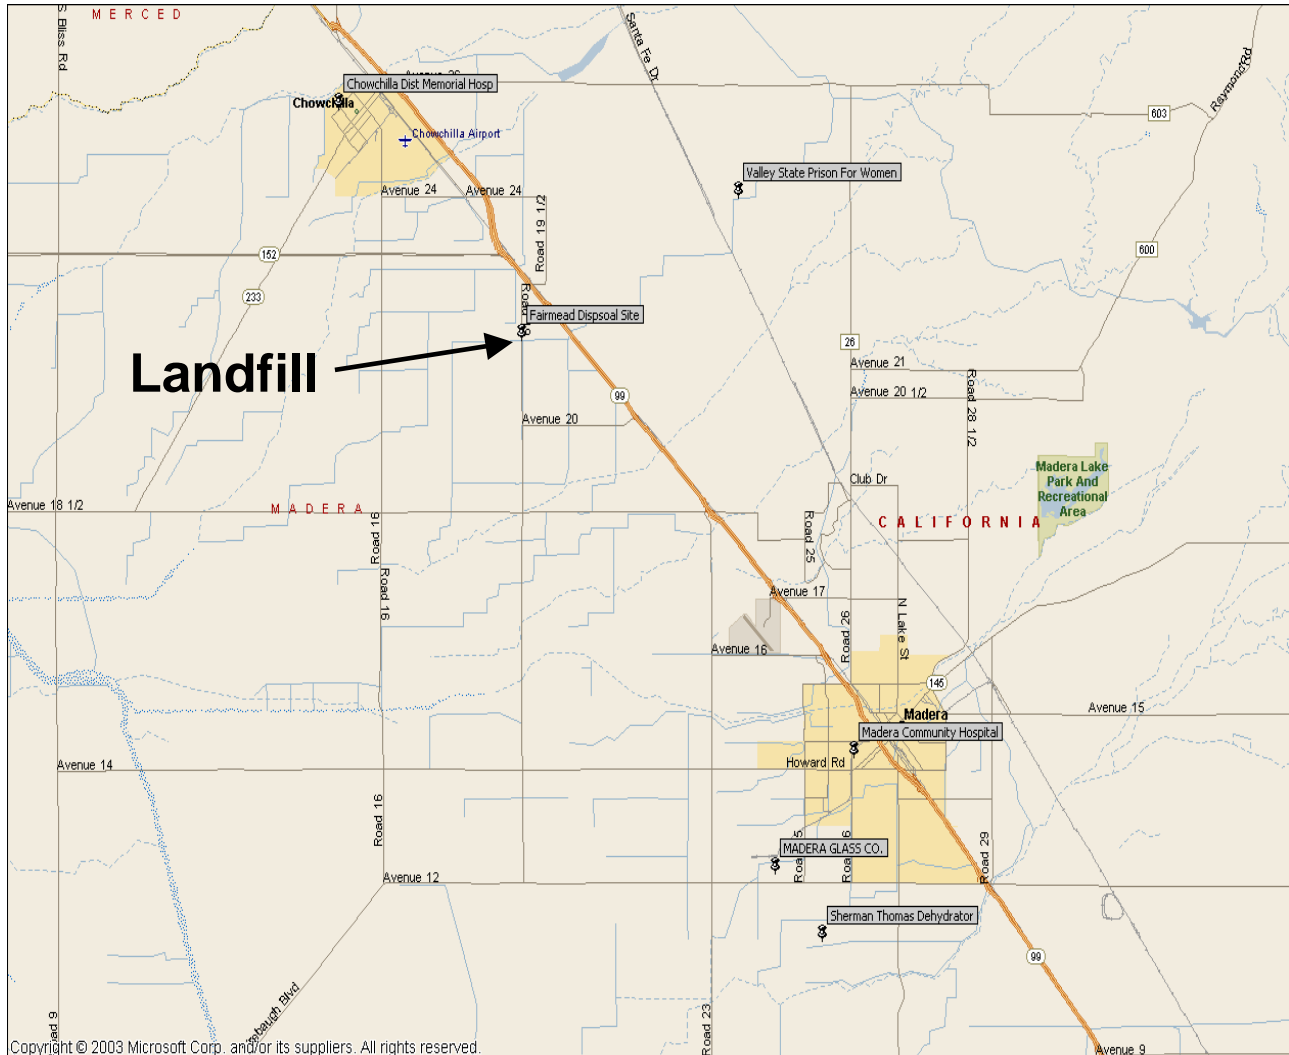 MERCED
S Bliss Rd
Santa Fe Dr
Raymond Rd
Chowchilla Dist Memorial Hosp
Chowchilla
Chowchilla Airport
603
Valley State Prison For Women
Avenue 24
Avenue 24
Road 19 1/2
152
600
233
Fairmead Dispsoal Site
Landfill
26
Avenue 21
99
Avenue 20 1/2
Road 28 1/2
Avenue 20
Madera Lake
Park And
Recreational
Area
Club Dr
Avenue 18 1/2
MADERA
Road 16
Road 25
CALIFORNIA
Road 16
Avenue 17
Road 26
N Lake St
Avenue 16
145
Madera
Avenue 15
Madera Community Hospital
Avenue 14
Howard Rd
Road 16
MADERA GLASS CO.
Road 29
Avenue 12
Sherman Thomas Dehydrator
99
Road 23
Avenue 9
Copyright © 2003 Microsoft Corp. and/or its suppliers. All rights reserved.